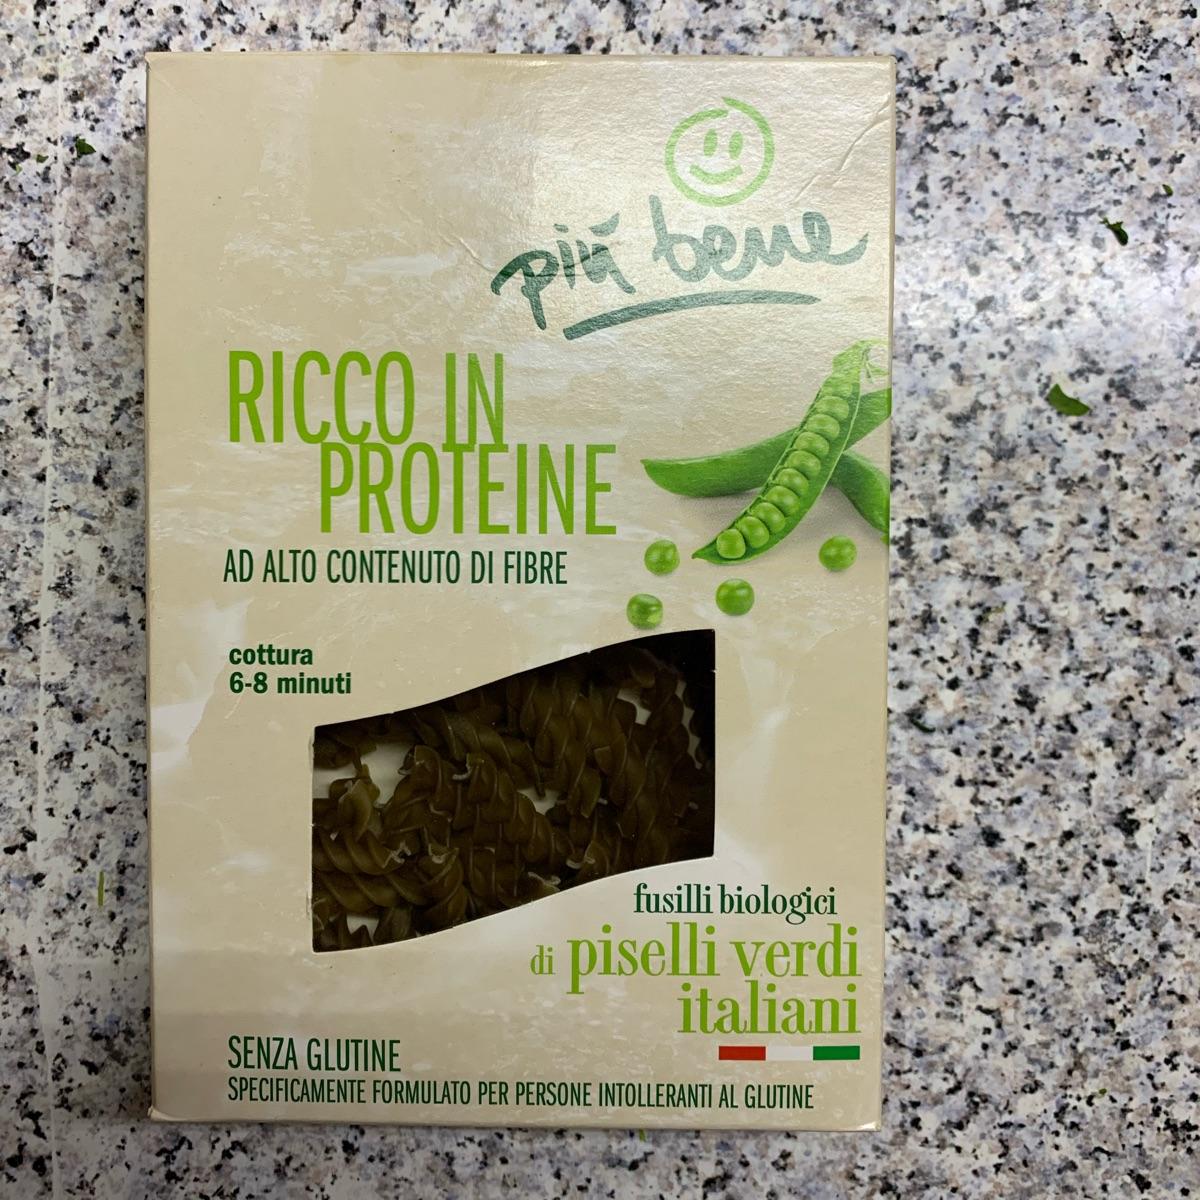 più bene
RICCO IN
PROTEINE
AD ALTO CONTENUTO DI FIBRE
cottura
6-8 minuti
fusilli biologici
di piselli verdi
italiani
SENZA GLUTINE
SPECIFICAMENTE FORMULATO PER PERSONE INTOLLERANTI AL GLUTINE